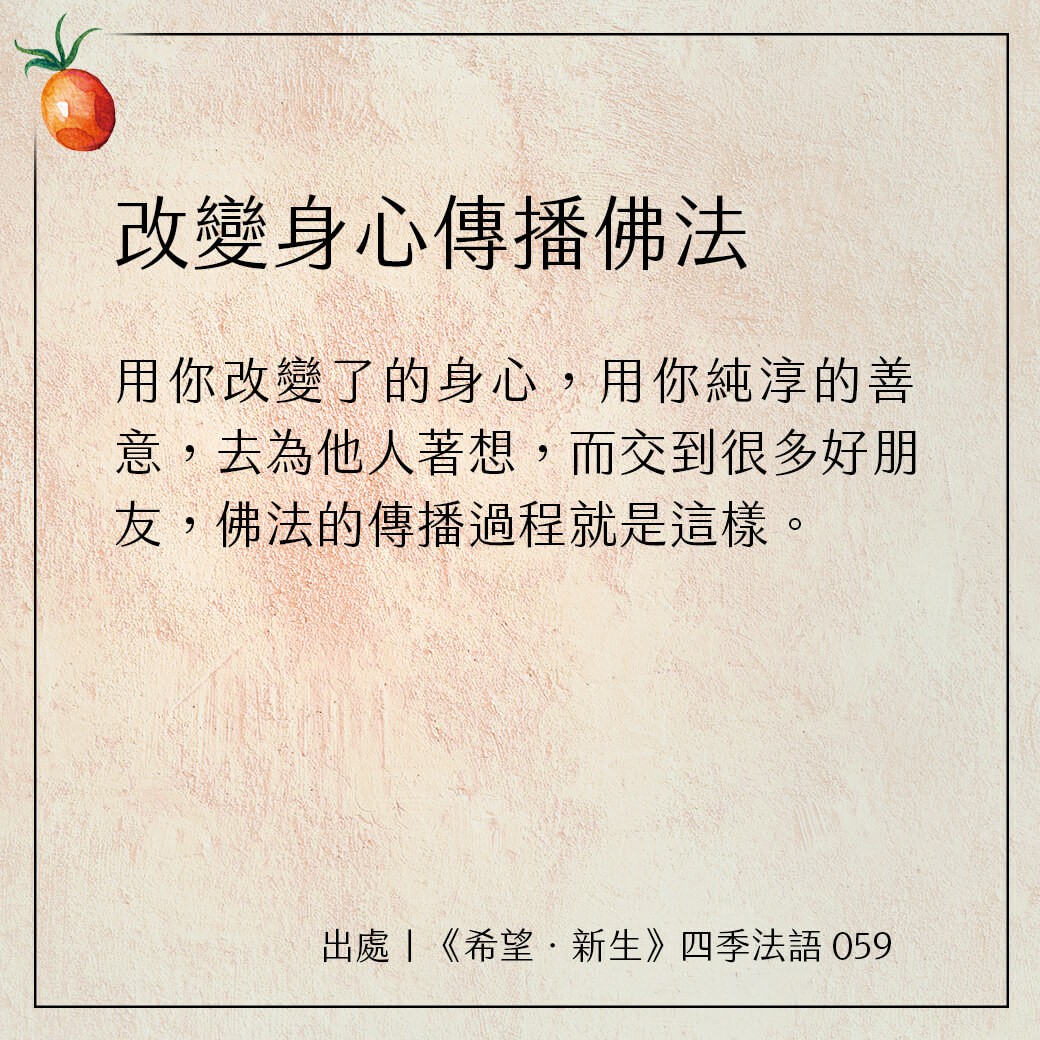 改變身心傳播佛法
用你改變了的身心，用你純淳的善
意，去為他人著想，而交到很多好朋
友，佛法的傳播過程就是這樣。
出處｜《希望．新生》四季法語 059